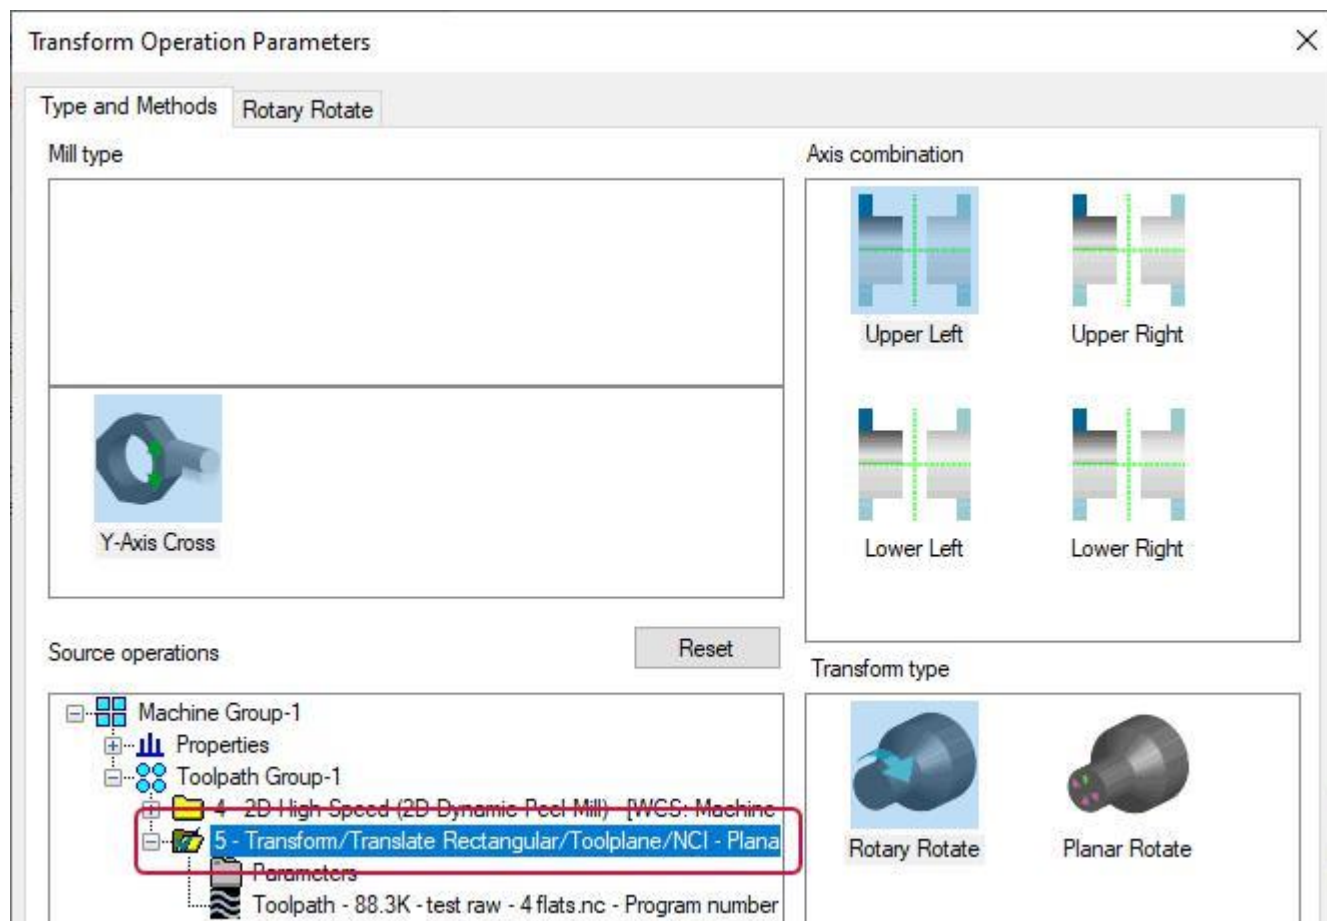 Transform Operation Parameters
Type and Methods
Rotary Rotate
Mill type
Axis combination
Upper Left
Upper Right
Y-Axis Cross
Lower Left
Lower Right
Source operations
Reset
Transform type
Machine Group-1
Properties
Toolpath Group-1
4 - 2D High Speed (2D Dynamic Peel Mill) - [WCS: Machine
5 - Transform/Translate Rectangular/Toolplane/NCI - Plana
Parameters
Toolpath - 88.3K - test raw - 4 flats.nc - Program number
Rotary Rotate
Planar Rotate